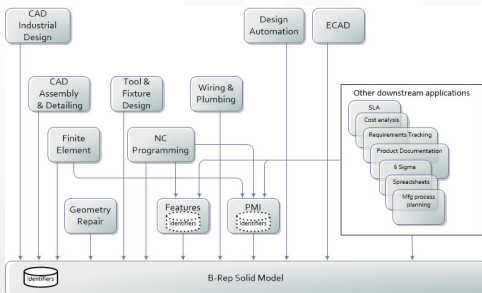 CAD
Industrial
Design
Design
Automation
ECAD
CAD
Assembly
& Detailing
Tool &
Fixture
Design
Wiring &
Plumbing
Other downstream applications
SLA
Cost analysis
Requirements Tracking
Product Documentation
6 Sigma
Spreadsheets
Mfg process
planning
Finite
Element
NC
Programming
Geometry
Repair
Features
Identifiers
PMI
Identifiers
Identifiers
B-Rep Solid Model